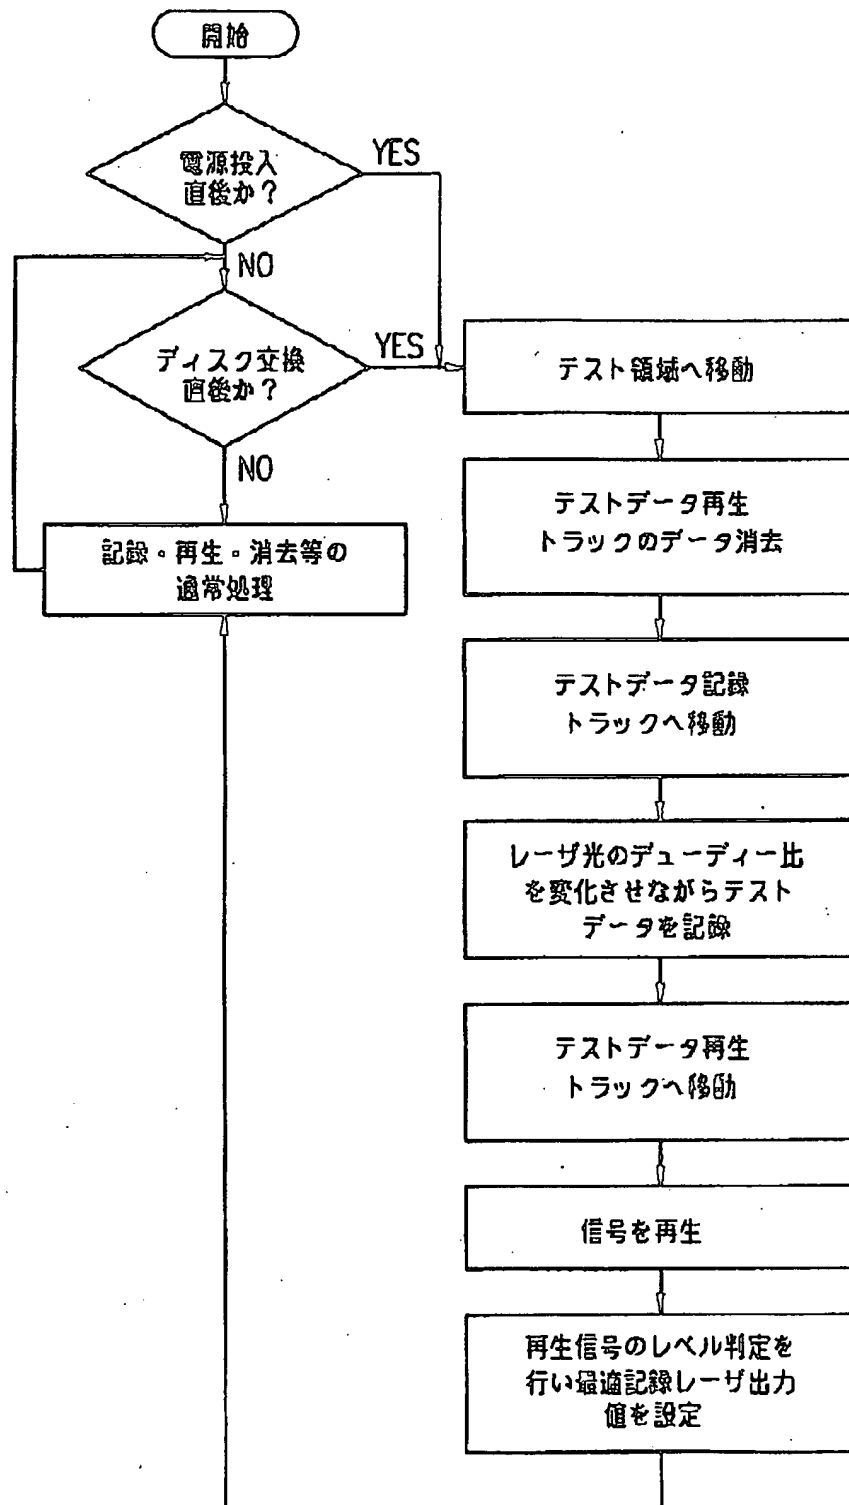 開始
電源投入
直後か?
YES
NO
ディスク交換
直後か?
YES
NO
記録・再生・消去等の
通常処理
テスト領域へ移動
テストデータ再生
トラックのデータ消去
テストデータ記録
トラックへ移動
レーザ光のデューディー比
を変化させながらテスト
データを記録
テストデータ再生
トラックへ移動
信号を再生
再生信号のレベル判定を
行い最適記録レーザ出力
値を設定